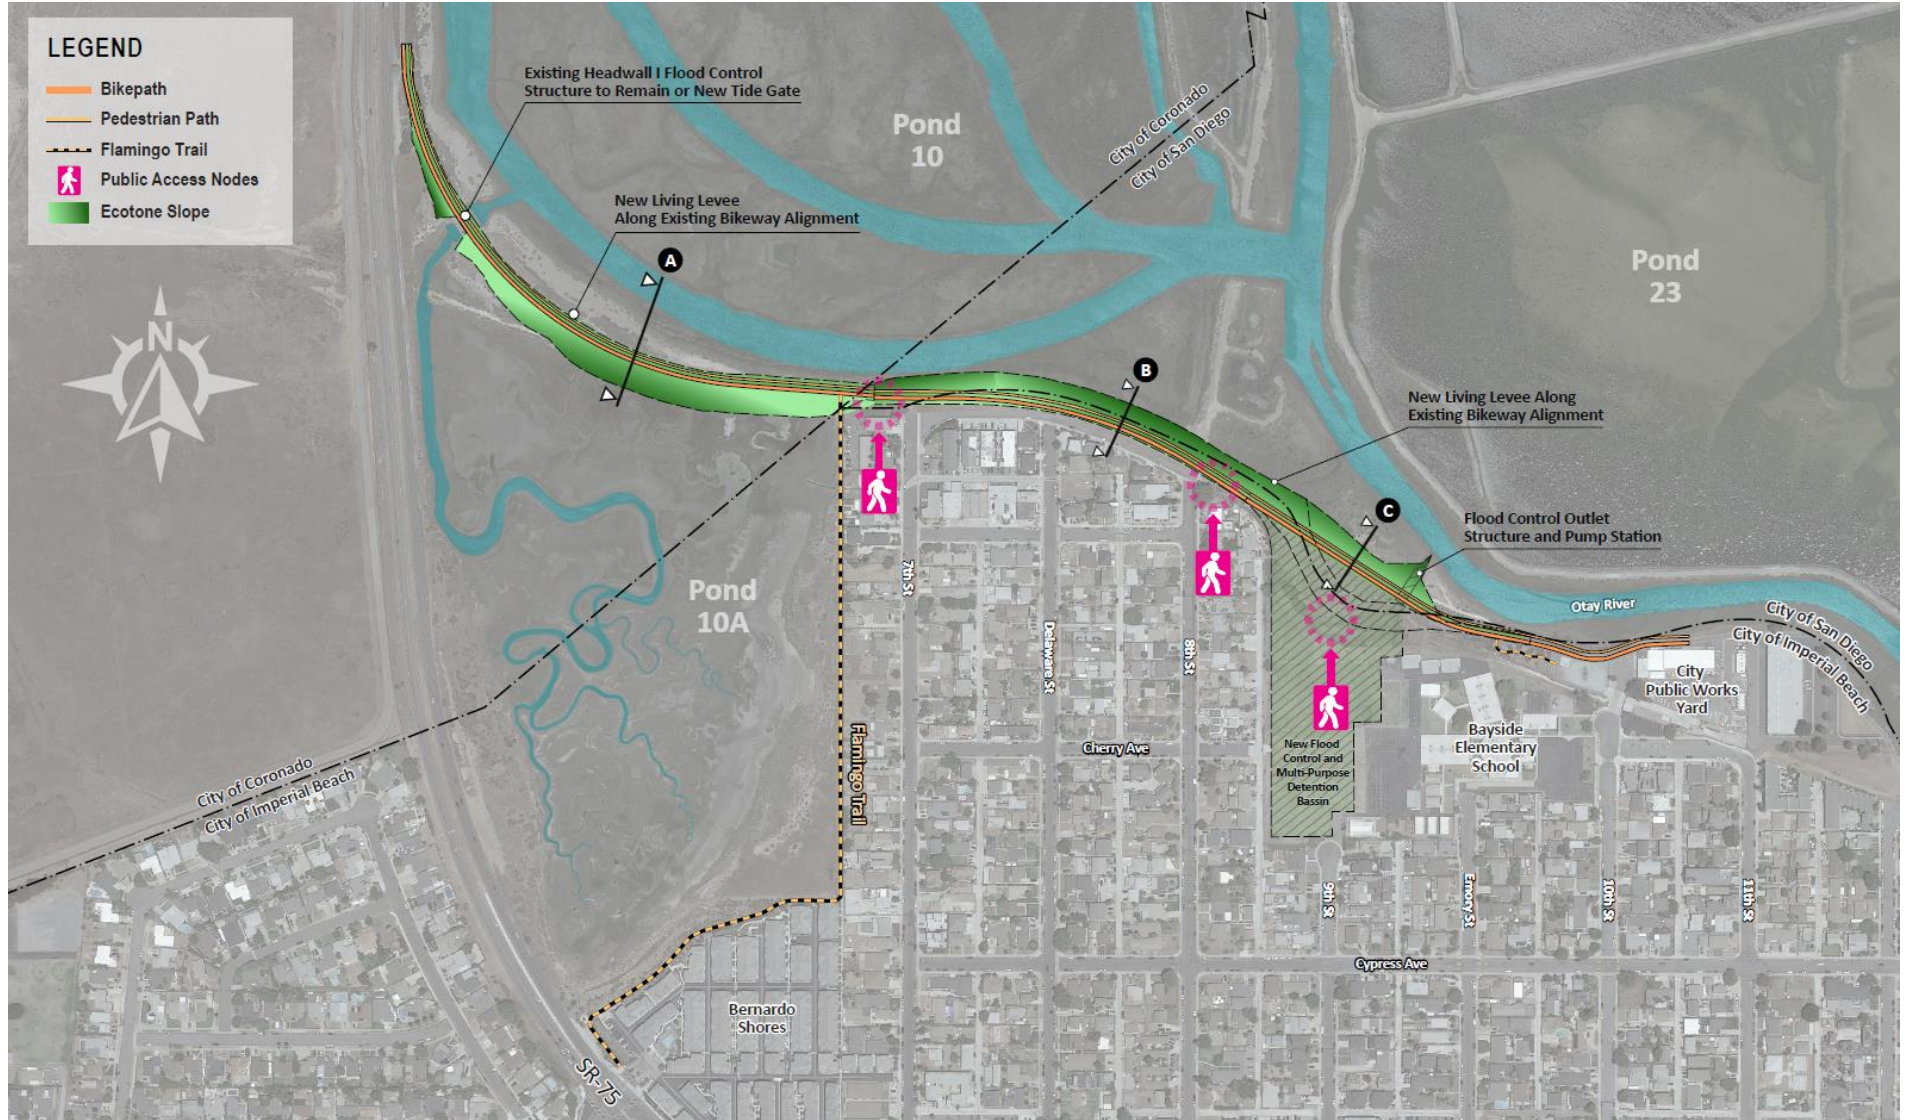 LEGEND
Bikepath
Pedestrian Path
Flamingo Trail
Public Access Nodes
Ecotone Slope
Existing Headwall I Flood Control
Structure to Remain or New Tide Gate
New Living Levee
Along Existing Bikeway Alignment
Pond
10
City of Coronado
City of San Diego
Pond
23
N
A
B
New Living Levee Along
Existing Bikeway Alignment
C
Flood Control Outlet
Structure and Pump Station
Pond
10A
7th St
Delaware St
8th St
Otay River
City of San Diego
City of Imperial Beach
City
Public Works
Yard
Bayside
Elementary
School
Flamingo Trail
Cherry Ave
New Flood
Control and
Multi-Purpose
Detention
Bassin
City of Coronado
City of Imperial Beach
9th St
Emory St
10th St
11th St
Cypress Ave
Bernardo
Shores
SR-75